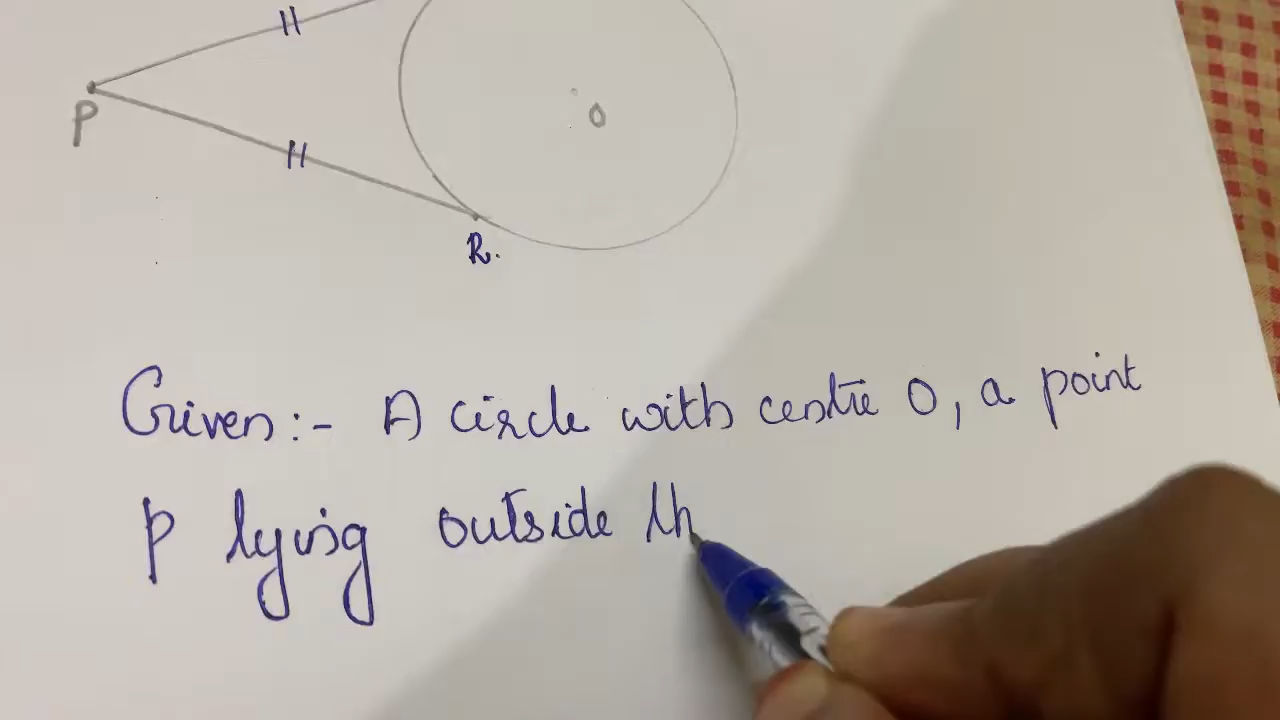 P
O
R.
Given:- A circle with centre O, a point
P lying outside th